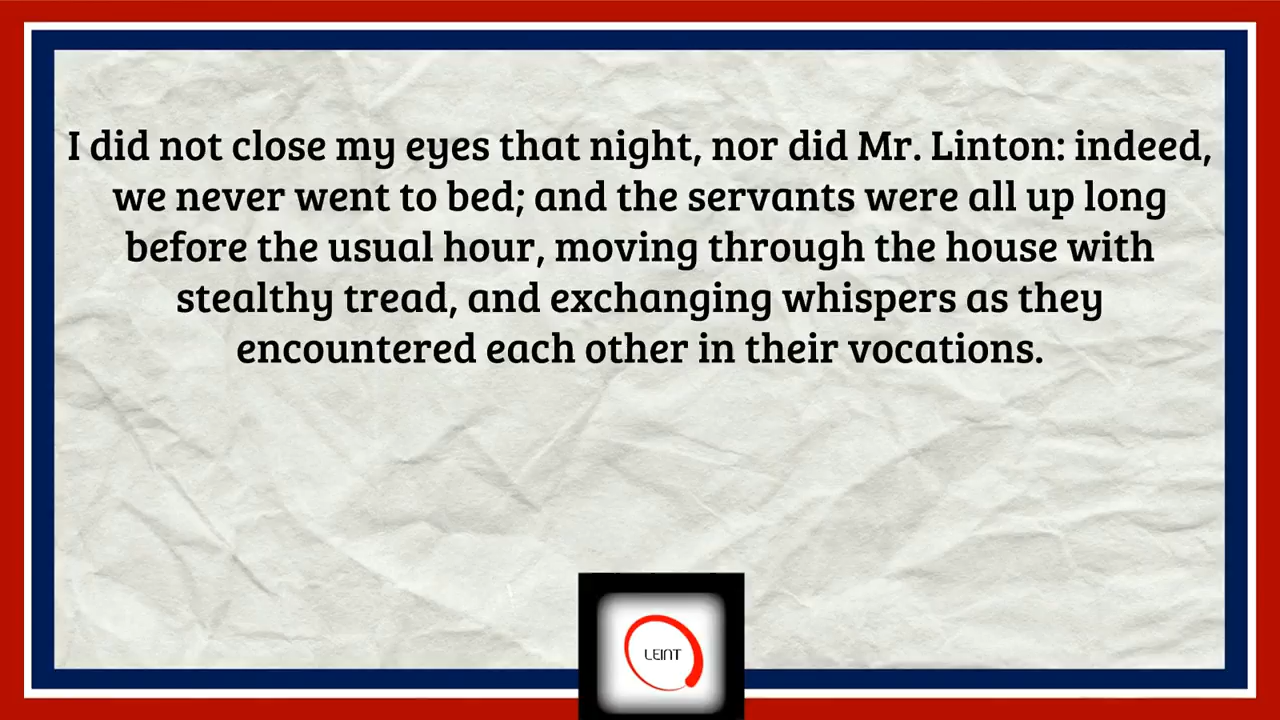 I did not close my eyes that night, nor did Mr. Linton: indeed,
we never went to bed; and the servants were all up long
before the usual hour, moving through the house with
stealthy tread, and exchanging whispers as they
encountered each other in their vocations.
LEINT